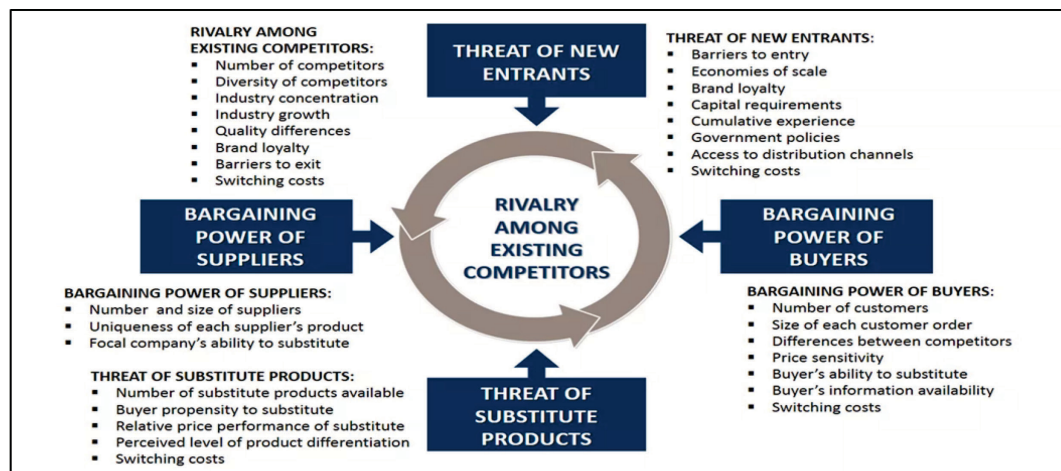 RIVALRY AMONG
EXISTING COMPETITORS:
▪ Number of competitors
▪ Diversity of competitors
▪ Industry concentration
▪ Industry growth
▪ Quality differences
▪ Brand loyalty
▪ Barriers to exit
▪ Switching costs
THREAT OF NEW
ENTRANTS
THREAT OF NEW ENTRANTS:
▪ Barriers to entry
▪ Economies of scale
▪ Brand loyalty
▪ Capital requirements
▪ Cumulative experience
▪ Government policies
▪ Access to distribution channels
▪ Switching costs
BARGAINING
POWER OF
SUPPLIERS
RIVALRY
AMONG
EXISTING
COMPETITORS
BARGAINING
POWER OF
BUYERS
BARGAINING POWER OF SUPPLIERS:
▪ Number and size of suppliers
▪ Uniqueness of each supplier's product
▪ Focal company's ability to substitute
BARGAINING POWER OF BUYERS:
▪ Number of customers
▪ Size of each customer order
▪ Differences between competitors
▪ Price sensitivity
▪ Buyer's ability to substitute
▪ Buyer's information availability
▪ Switching costs
THREAT OF SUBSTITUTE PRODUCTS:
▪ Number of substitute products available
▪ Buyer propensity to substitute
▪ Relative price performance of substitute
▪ Perceived level of product differentiation
▪ Switching costs
THREAT OF
SUBSTITUTE
PRODUCTS